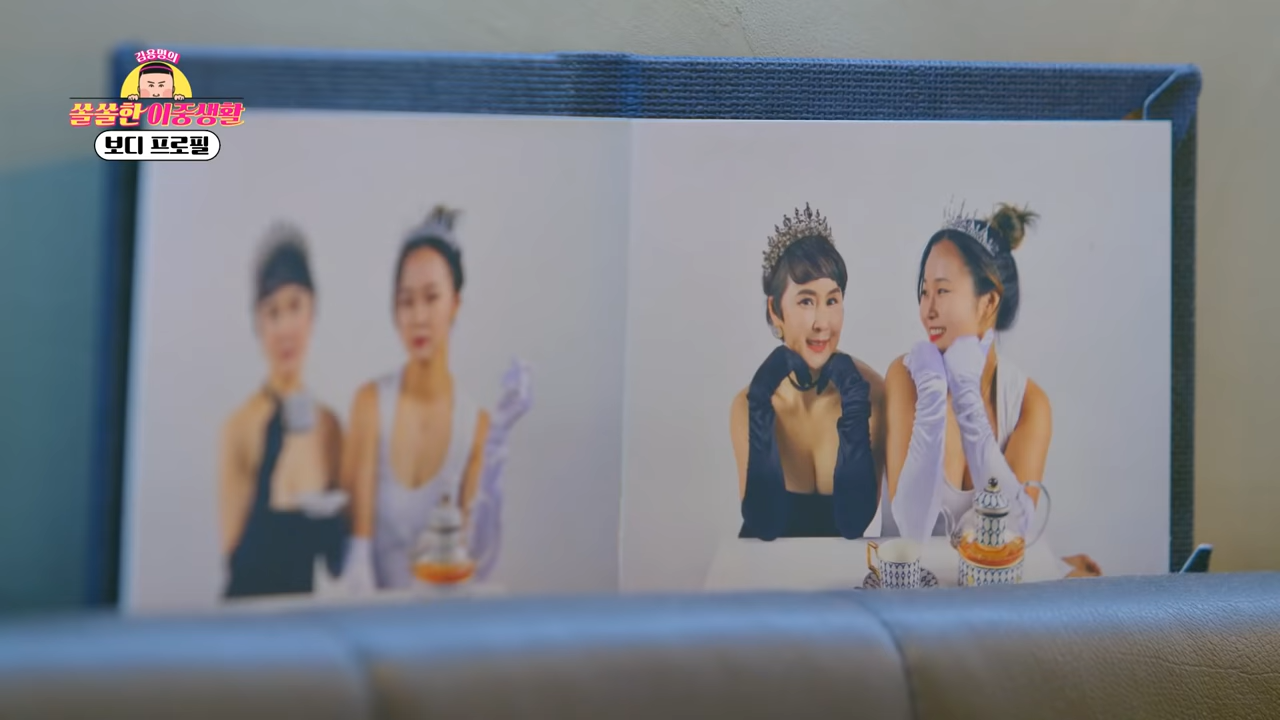 김용명의
쏠쏠한 이중생활
보디 프로필